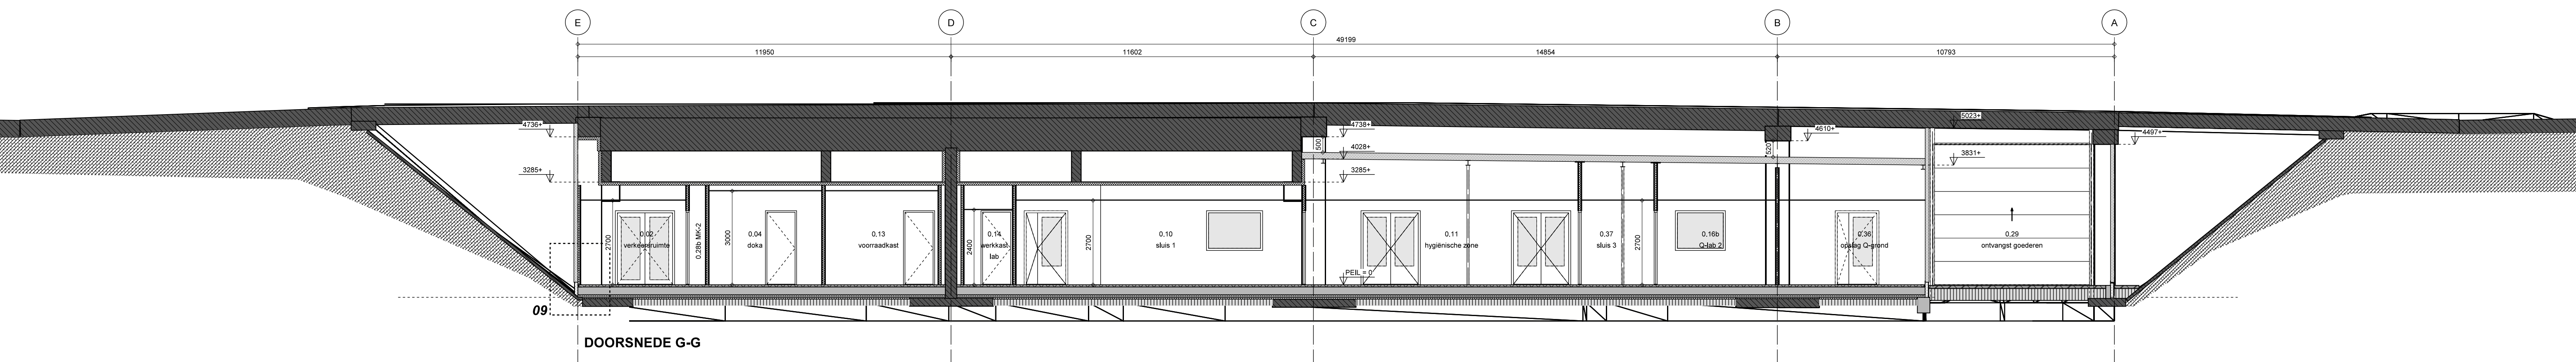 E D C B A
49199
11950 11602 14854 10793
4736+ 4738+ 4610+ 5023+ 4497+
500 520
4028+ 3831+
3285+ 3285+
2700 0,02 verkeersruimte
0,28b MK-2
3000 0,04 doka
0,13 voorraadkast
2400 0,14 werkkast lab
2700 0,10 sluis 1
0,11 hygiënische zone
0,37 sluis 3
2700 0,16b Q-lab 2
0,36 opslag Q-grond
0,29 ontvangst goederen
PEIL = 0
09
DOORSNEDE G-G